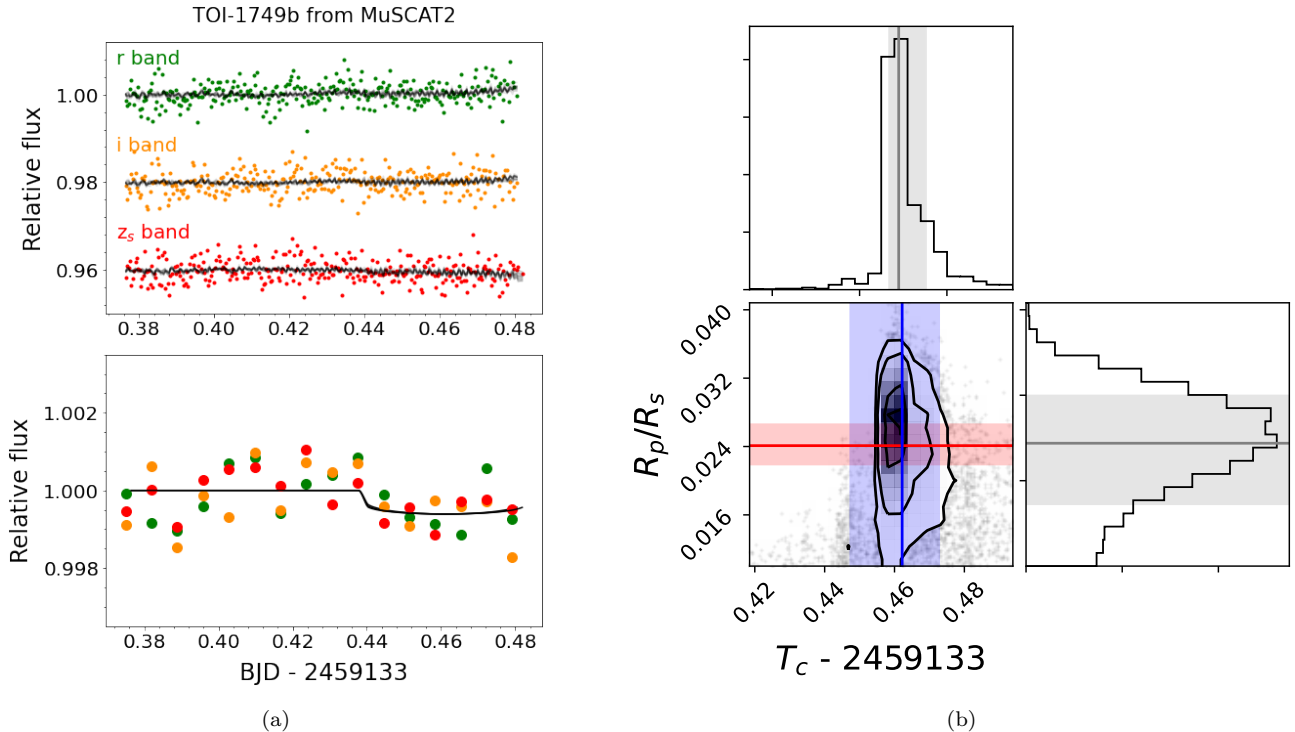 TOI-1749b from MuSCAT2
r band
i band
z_s band
Relative flux
1.00
0.98
0.96
0.38 0.40 0.42 0.44 0.46 0.48
Relative flux
1.002
1.000
0.998
0.38 0.40 0.42 0.44 0.46 0.48
BJD - 2459133
(a)
R_p/R_s
0.040
0.032
0.024
0.016
0.42 0.44 0.46 0.48
T_c - 2459133
(b)